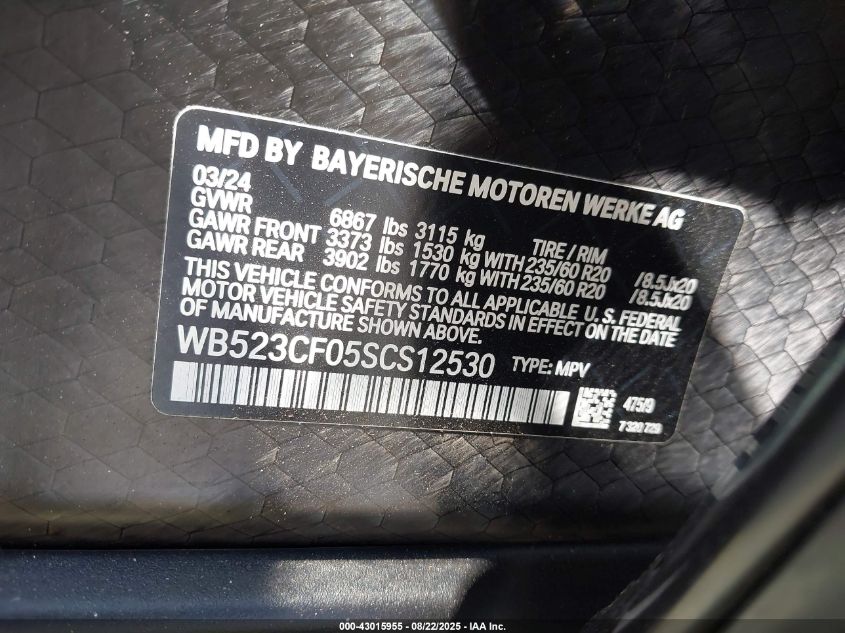 MFD BY BAYERISCHE MOTOREN WERKE AG
03/24
GVWR 6867 lbs 3115 kg TIRE / RIM
GAWR FRONT 3373 lbs 1530 kg WITH 235/60 R20 / 8.5Jx20
GAWR REAR 3902 lbs 1770 kg WITH 235/60 R20 / 8.5Jx20
THIS VEHICLE CONFORMS TO ALL APPLICABLE U.S. FEDERAL
MOTOR VEHICLE SAFETY STANDARDS IN EFFECT ON THE DATE
OF MANUFACTURE SHOWN ABOVE.
WB523CF05SCS12530 TYPE: MPV
000-43015955 - 08/22/2025 - IAA Inc.